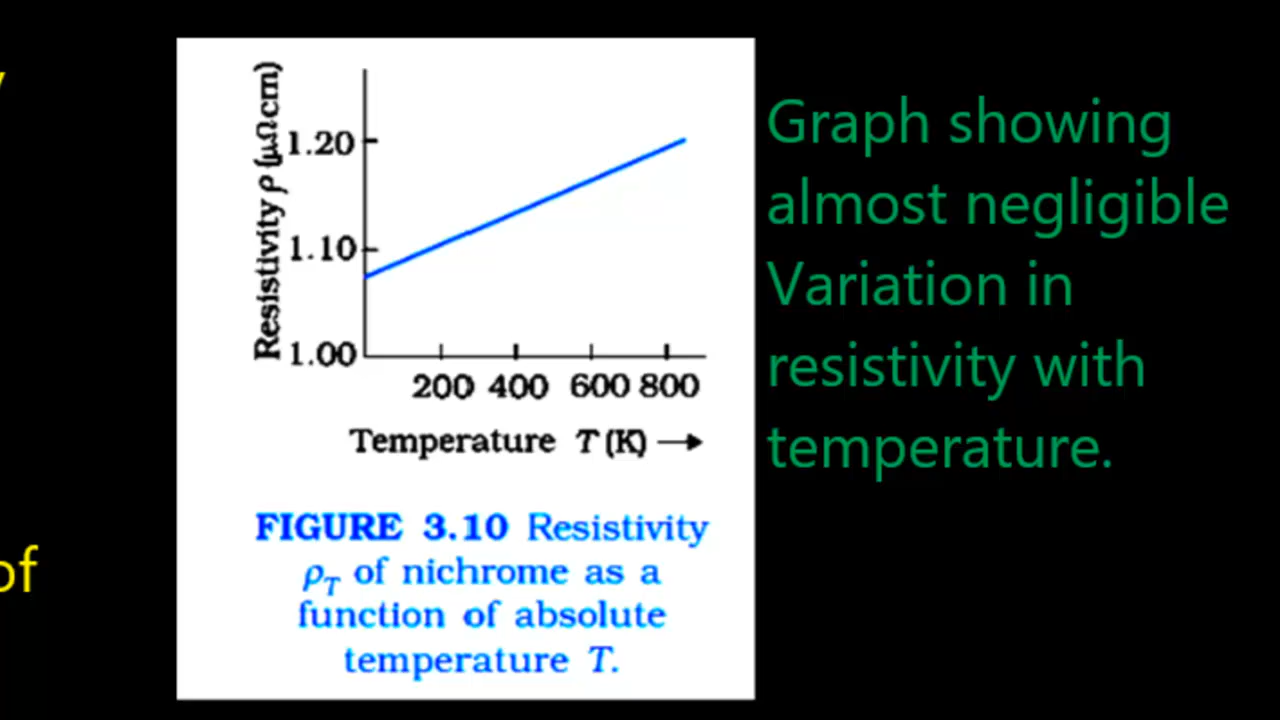 Resistivity ρ (μΩcm)
1.20
1.10
1.00
200 400 600 800
Temperature T (K) →
FIGURE 3.10 Resistivity
ρT of nichrome as a
function of absolute
temperature T.
Graph showing
almost negligible
Variation in
resistivity with
temperature.
of